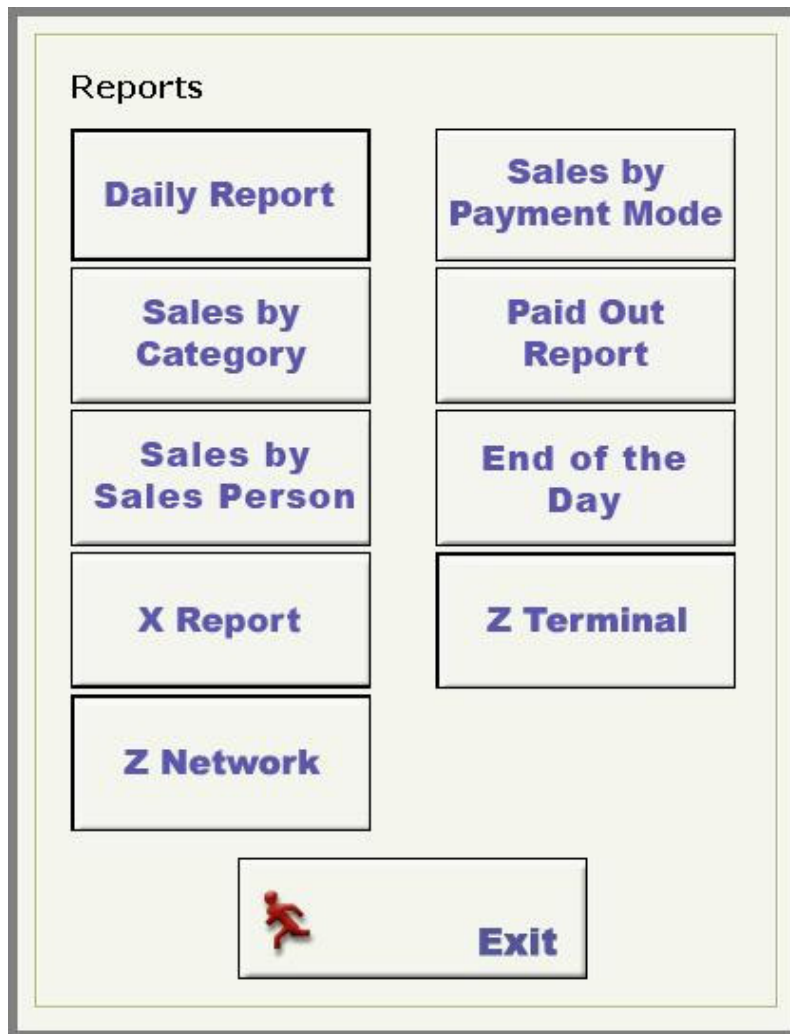 Reports
Daily Report
Sales by
Payment Mode
Sales by
Category
Paid Out
Report
Sales by
Sales Person
End of the
Day
X Report
Z Terminal
Z Network
Exit